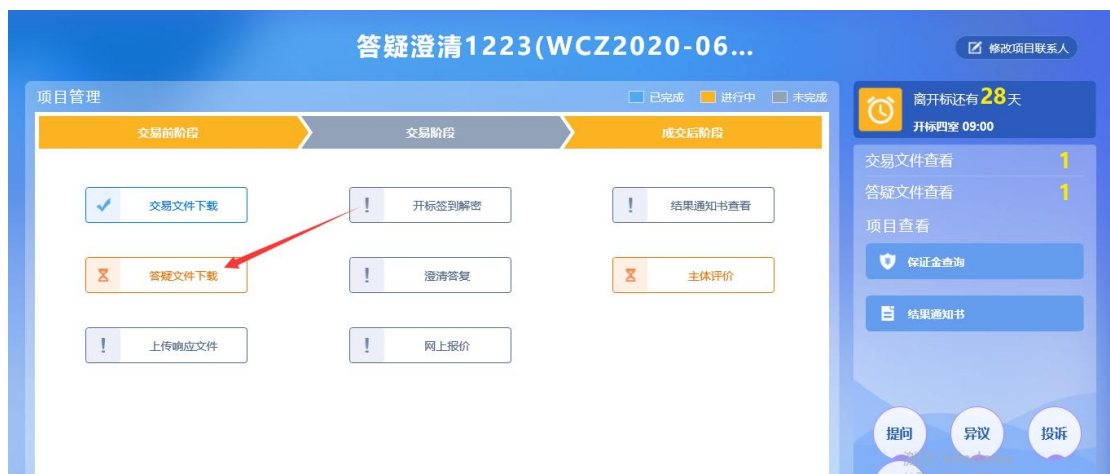 答疑澄清1223(WCZ2020-06...
修改项目联系人
项目管理
已完成 进行中 未完成
交易前阶段 交易阶段 成交后阶段
交易文件下载 开标签到解密 结果通知书查看
答疑文件下载 澄清答复 主体评价
上传响应文件 网上报价
离开标还有28天
开标四室 09:00
交易文件查看 1
答疑文件查看 1
项目查看
保证金查询
结果通知书
提问 异议 投诉